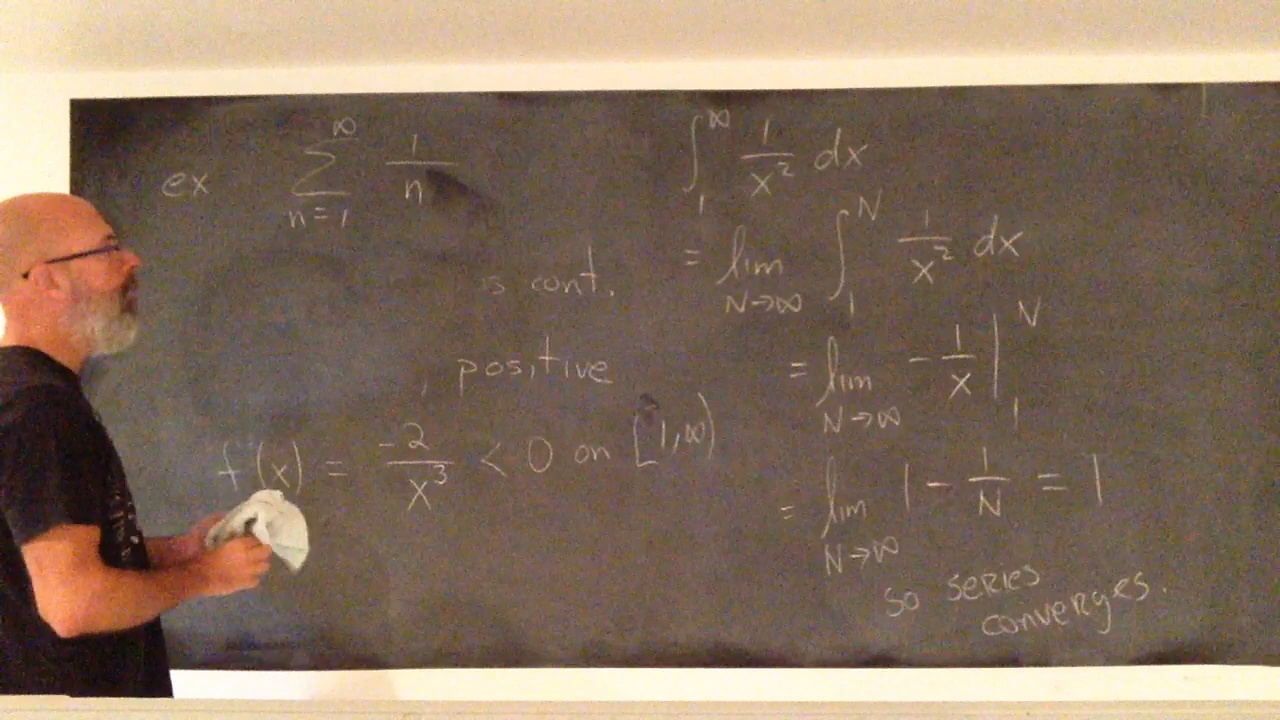 ex ∑_{n=1}^{∞} 1/n
is cont.
, positive
f'(x) = -2/x³ < 0 on [1,∞)
∫_1^∞ 1/x² dx
= lim_{N→∞} ∫_1^N 1/x² dx
= lim_{N→∞} -1/x |_1^N
= lim_{N→∞} 1 - 1/N = 1
so series
converges.